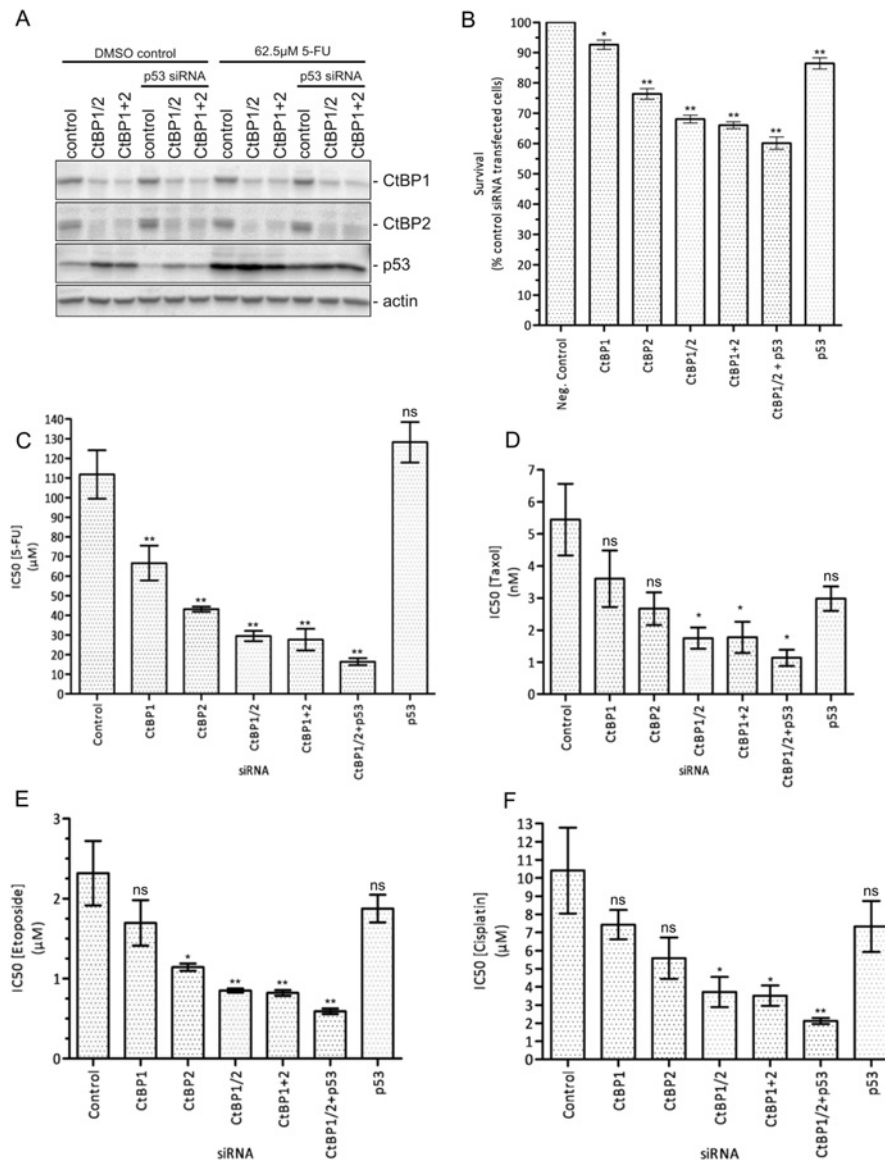 A
DMSO control
62.5µM 5-FU
p53 siRNA
p53 siRNA
control
CtBP1/2
CtBP1+2
control
CtBP1/2
CtBP1+2
control
CtBP1/2
CtBP1+2
control
CtBP1/2
CtBP1+2
- CtBP1
- CtBP2
- p53
- actin
B
Survival
(% control siRNA transfected cells)
100
90
80
70
60
50
40
30
20
10
0
*
**
**
**
**
**
Neg. Control
CtBP1
CtBP2
CtBP1/2
CtBP1+2
CtBP1/2 + p53
p53
C
IC50 [5-FU]
(µM)
140
130
120
110
100
90
80
70
60
50
40
30
20
10
0
**
**
**
**
**
ns
Control
CtBP1
CtBP2
CtBP1/2
CtBP1+2
CtBP1/2+p53
p53
siRNA
D
IC50 [Taxol]
(nM)
7
6
5
4
3
2
1
0
ns
ns
*
*
*
ns
Control
CtBP1
CtBP2
CtBP1/2
CtBP1+2
CtBP1/2+p53
p53
siRNA
E
IC50 [Etoposide]
(µM)
3
2
1
0
ns
*
**
**
**
ns
Control
CtBP1
CtBP2
CtBP1/2
CtBP1+2
CtBP1/2+p53
p53
siRNA
F
IC50 [Cisplatin]
(µM)
13
12
11
10
9
8
7
6
5
4
3
2
1
0
ns
ns
*
*
**
ns
Control
CtBP1
CtBP2
CtBP1/2
CtBP1+2
CtBP1/2+p53
p53
siRNA